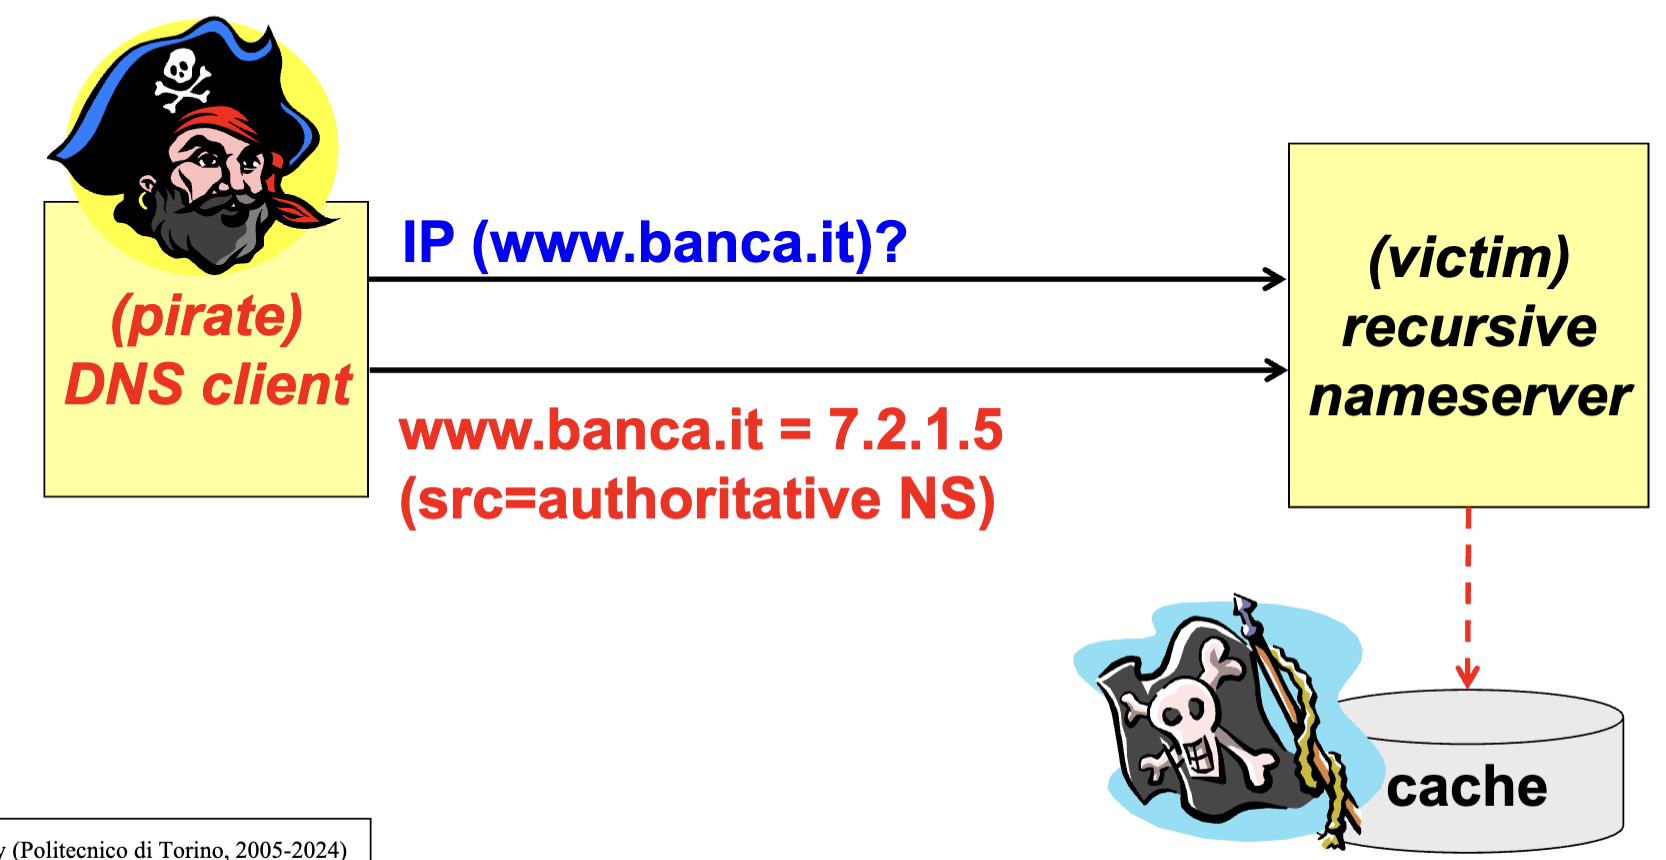 IP (www.banca.it)?
(pirate)
DNS client
www.banca.it = 7.2.1.5
(src=authoritative NS)
(victim)
recursive
nameserver
cache
(Politecnico di Torino, 2005-2024)